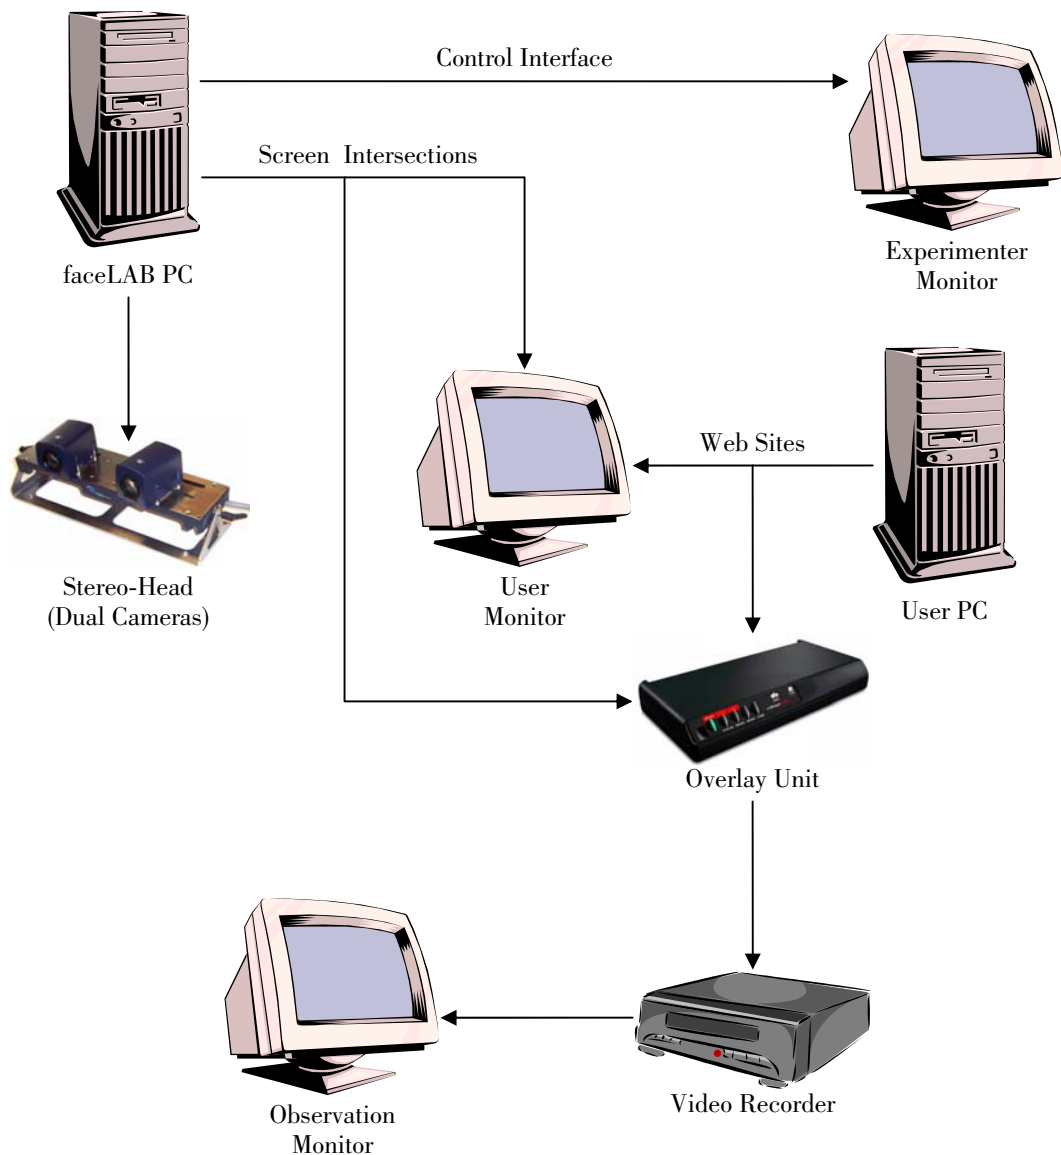 Control Interface
Screen Intersections
Experimenter
Monitor
faceLAB PC
Web Sites
Stereo-Head
(Dual Cameras)
User
Monitor
User PC
Overlay Unit
Video Recorder
Observation
Monitor